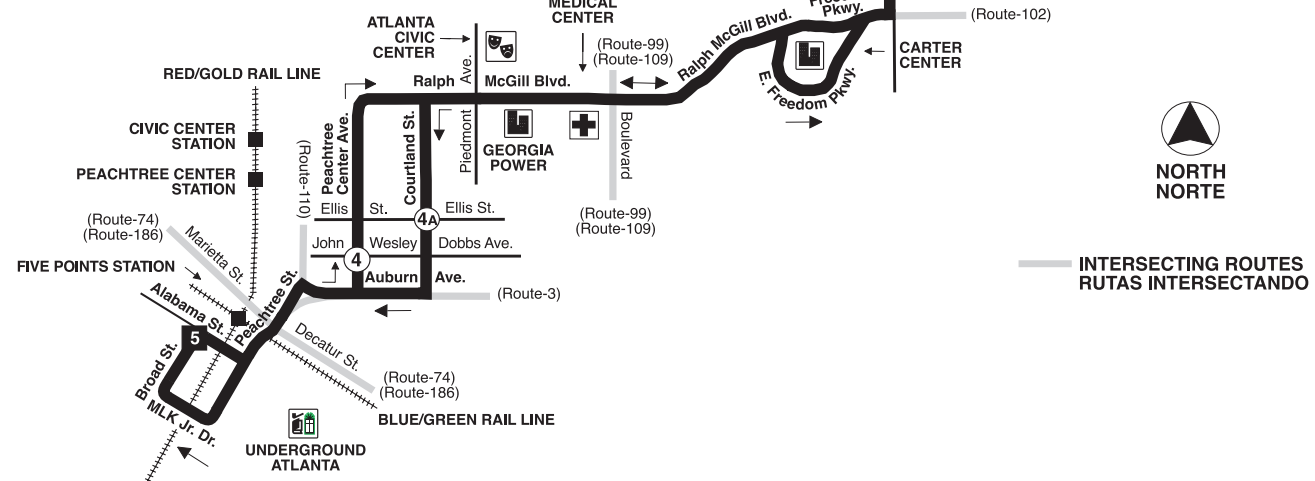 MEDICAL
CENTER
Ralph McGill Blvd.
Pkwy.
(Route-102)
ATLANTA
CIVIC
CENTER
(Route-99)
(Route-109)
CARTER
CENTER
RED/GOLD RAIL LINE
Ralph
McGill Blvd.
Piedmont Ave.
E. Freedom Pkwy.
CIVIC CENTER
STATION
PEACHTREE CENTER
STATION
(Route-110)
Peachtree
Center Ave.
Courtland St.
GEORGIA
POWER
Boulevard
NORTH
NORTE
Ellis St.
4A
Ellis St.
(Route-99)
(Route-109)
(Route-74)
(Route-186)
Marietta St.
John Wesley Dobbs Ave.
4
FIVE POINTS STATION
Auburn Ave.
(Route-3)
INTERSECTING ROUTES
RUTAS INTERSECTANDO
Alabama St.
Peachtree St.
5
Decatur St.
Broad St.
(Route-74)
(Route-186)
MLK Jr. Dr.
BLUE/GREEN RAIL LINE
UNDERGROUND
ATLANTA